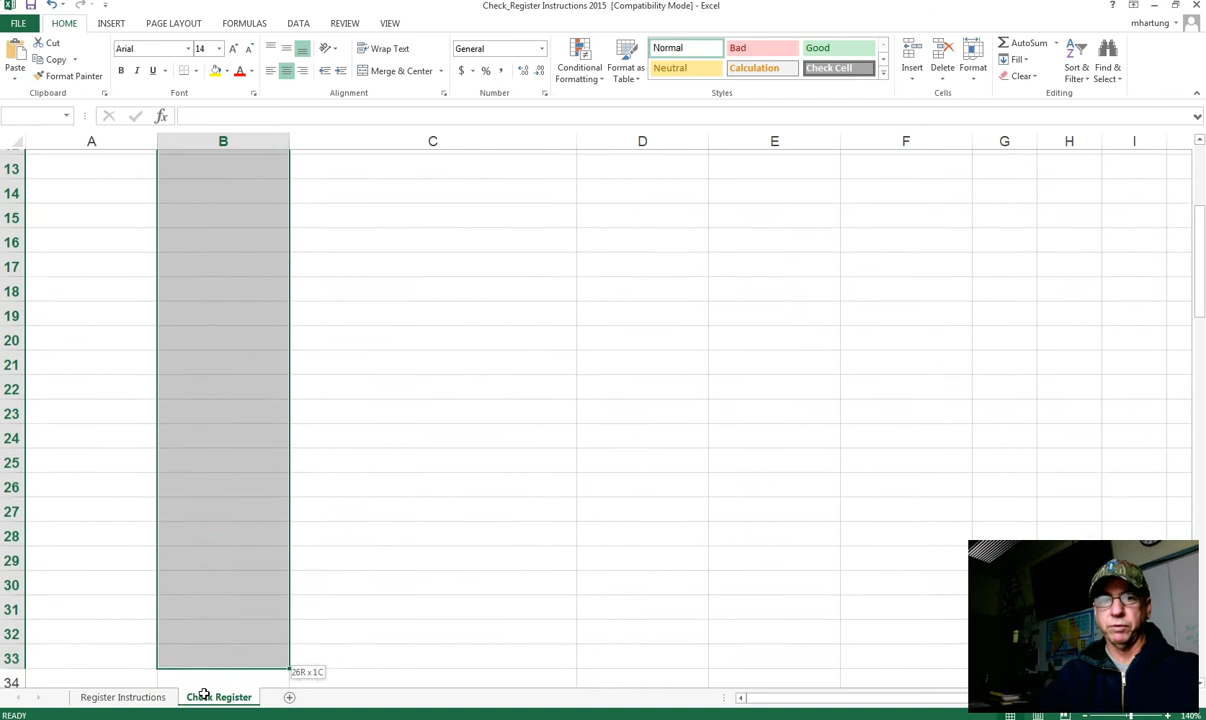 Check_Register Instructions 2015 [Compatibility Mode] - Excel
?
FILE HOME INSERT PAGE LAYOUT FORMULAS DATA REVIEW VIEW mhartung
Cut Arial 14 Wrap Text General Normal Bad Good AutoSum
Copy Fill
Paste Format Painter B I U A Merge & Center $ % , Conditional Formatting Format as Table Neutral Calculation Check Cell Insert Delete Format Clear Sort & Filter Find & Select
Clipboard Font Alignment Number Styles Cells Editing
fx
A B C D E F G H I
13
14
15
16
17
18
19
20
21
22
23
24
25
26
27
28
29
30
31
32
33
26R x 1C
34
Register Instructions Check Register
READY 140%